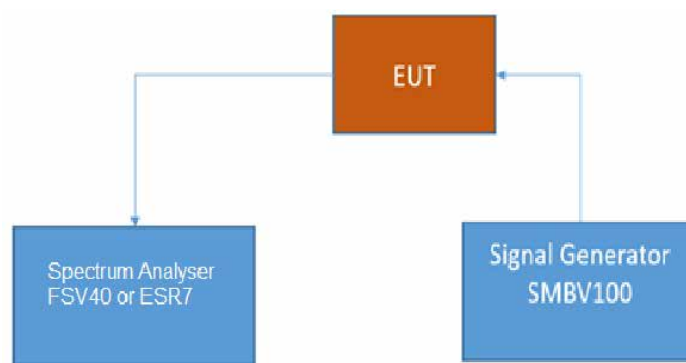 EUT
Spectrum Analyser
FSV40 or ESR7
Signal Generator
SMBV100